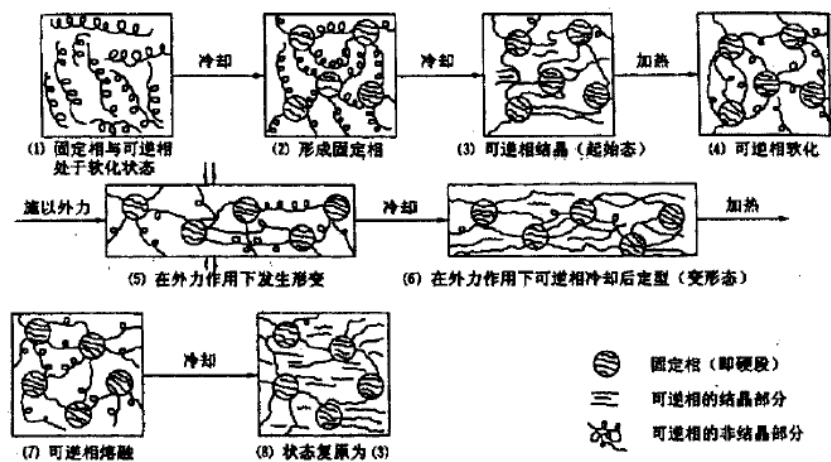 冷却
冷却
加热
(1) 固定相与可逆相
处于软化状态
(2) 形成固定相
(3) 可逆相结晶（起始态）
(4) 可逆相软化
施以外力
冷却
加热
(5) 在外力作用下发生形变
(6) 在外力作用下可逆相冷却后定型（变形态）
冷却
固定相（即硬段）
可逆相的结晶部分
可逆相的非结晶部分
(7) 可逆相熔融
(8) 状态复原为 (3)